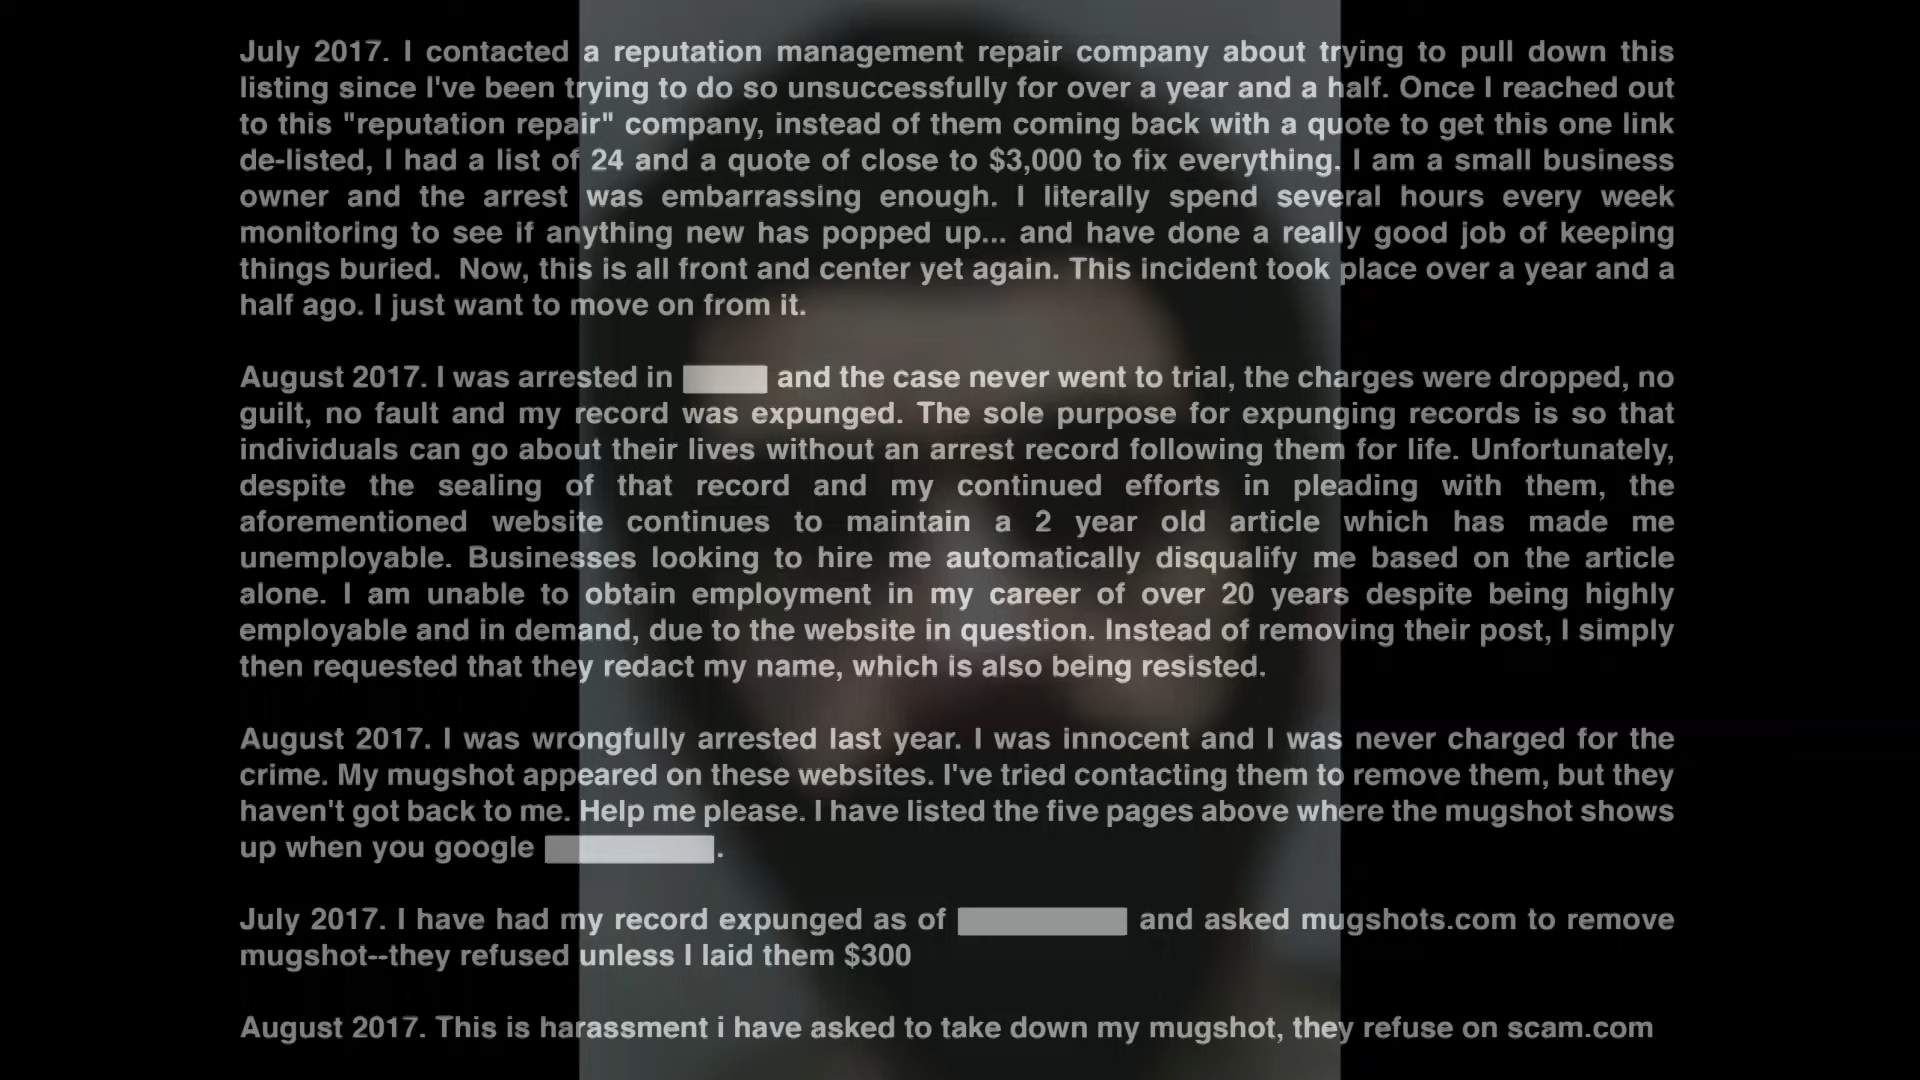 July 2017. I contacted a reputation management repair company about trying to pull down this
listing since I've been trying to do so unsuccessfully for over a year and a half. Once I reached out
to this "reputation repair" company, instead of them coming back with a quote to get this one link
de-listed, I had a list of 24 and a quote of close to $3,000 to fix everything. I am a small business
owner and the arrest was embarrassing enough. I literally spend several hours every week
monitoring to see if anything new has popped up... and have done a really good job of keeping
things buried.  Now, this is all front and center yet again. This incident took place over a year and a
half ago. I just want to move on from it.
August 2017. I was arrested in and the case never went to trial, the charges were dropped, no
guilt, no fault and my record was expunged. The sole purpose for expunging records is so that
individuals can go about their lives without an arrest record following them for life. Unfortunately,
despite the sealing of that record and my continued efforts in pleading with them, the
aforementioned website continues to maintain a 2 year old article which has made me
unemployable. Businesses looking to hire me automatically disqualify me based on the article
alone. I am unable to obtain employment in my career of over 20 years despite being highly
employable and in demand, due to the website in question. Instead of removing their post, I simply
then requested that they redact my name, which is also being resisted.
August 2017. I was wrongfully arrested last year. I was innocent and I was never charged for the
crime. My mugshot appeared on these websites. I've tried contacting them to remove them, but they
haven't got back to me. Help me please. I have listed the five pages above where the mugshot shows
up when you google .
July 2017. I have had my record expunged as of and asked mugshots.com to remove
mugshot--they refused unless I laid them $300
August 2017. This is harassment i have asked to take down my mugshot, they refuse on scam.com